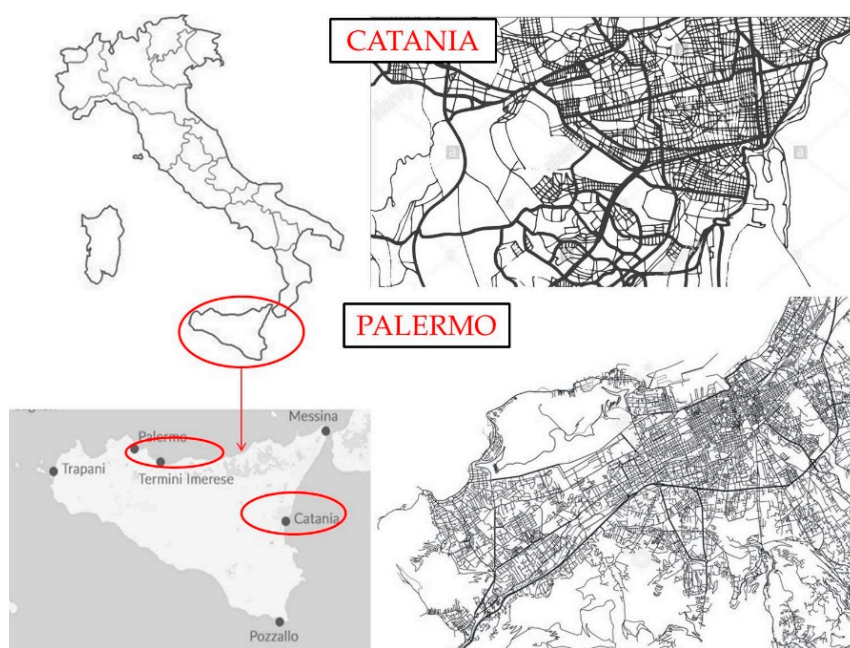 CATANIA
PALERMO
Messina
Palermo
Trapani
Termini Imerese
Catania
Pozzallo